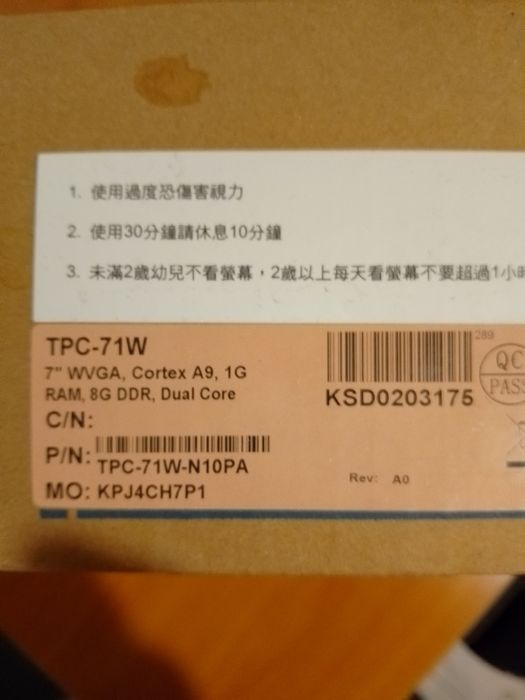 1. 使用過度恐傷害視力
2. 使用30分鐘請休息10分鐘
3. 未滿2歲幼兒不看螢幕，2歲以上每天看螢幕不要超過1小時
TPC-71W
289
7" WVGA, Cortex A9, 1G
RAM, 8G DDR, Dual Core
KSD0203175
QC
PASS
C/N:
P/N:
TPC-71W-N10PA
Rev: A0
MO: KPJ4CH7P1